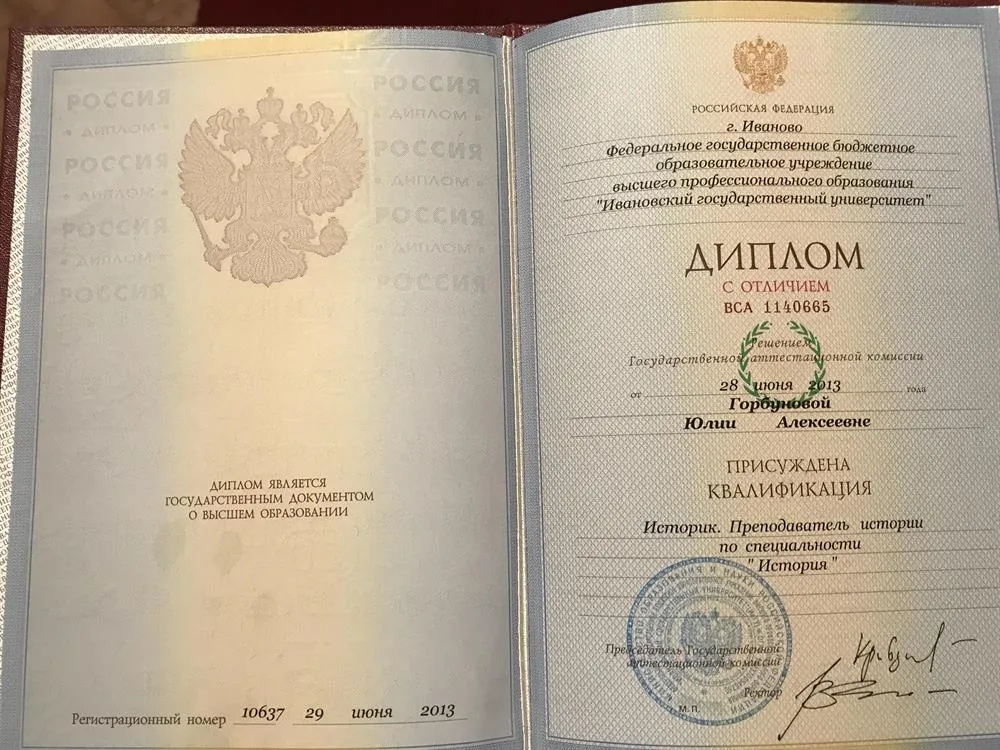 РОССИЯ РОССИЯ
ДИПЛОМ ДИПЛОМ
РОССИЯ РОССИЯ
ДИПЛОМ ДИПЛОМ
РОССИЯ РОССИЯ
ДИПЛОМ ДИПЛОМ
РОССИЯ РОССИЯ
ДИПЛОМ ЯВЛЯЕТСЯ
ГОСУДАРСТВЕННЫМ ДОКУМЕНТОМ
О ВЫСШЕМ ОБРАЗОВАНИИ
Регистрационный номер 10637 29 июня 2013
РОССИЙСКАЯ ФЕДЕРАЦИЯ
г. Иваново
Федеральное государственное бюджетное
образовательное учреждение
высшего профессионального образования
"Ивановский государственный университет"
ДИПЛОМ
С ОТЛИЧИЕМ
ВСА 1140665
Решением
Государственной аттестационной комиссии
от 28 июня 2013 года
Горбуновой
Юлии Алексеевне
ПРИСУЖДЕНА
КВАЛИФИКАЦИЯ
Историк. Преподаватель истории
по специальности
"История"
Председатель Государственной
аттестационной комиссии
Ректор
М.П.